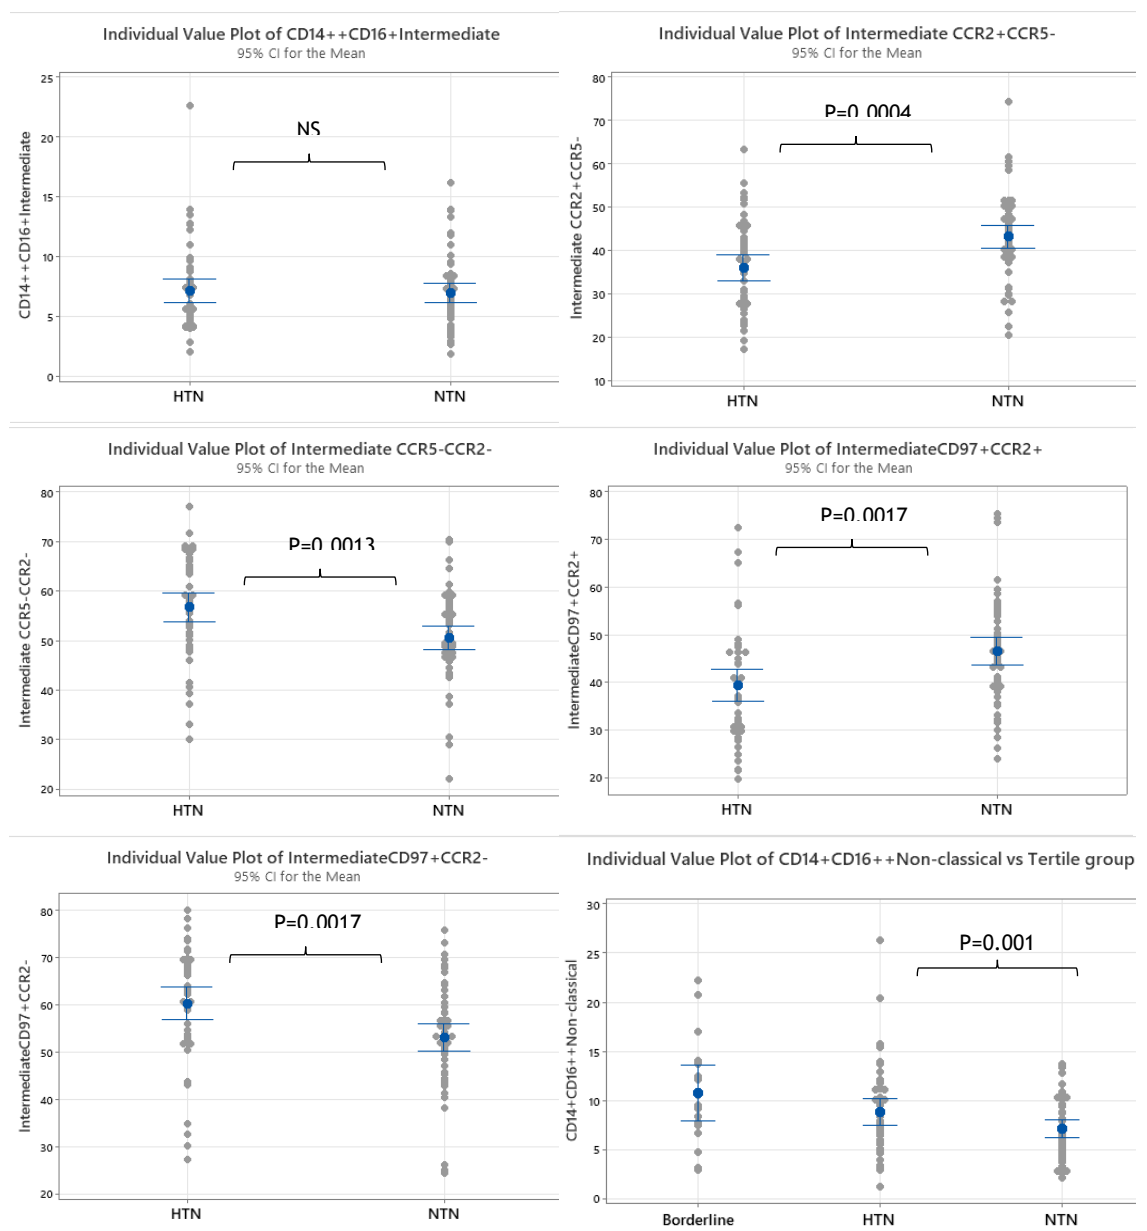 Individual Value Plot of CD14++CD16+Intermediate
95% CI for the Mean
CD14++CD16+Intermediate
25
20
15
10
5
0
NS
HTN
NTN
Individual Value Plot of Intermediate CCR2+CCR5-
95% CI for the Mean
Intermediate CCR2+CCR5-
80
70
60
50
40
30
20
10
P=0.0004
HTN
NTN
Individual Value Plot of Intermediate CCR5-CCR2-
95% CI for the Mean
Intermediate CCR5-CCR2-
80
70
60
50
40
30
20
P=0.0013
HTN
NTN
Individual Value Plot of IntermediateCD97+CCR2+
95% CI for the Mean
IntermediateCD97+CCR2+
80
70
60
50
40
30
20
P=0.0017
HTN
NTN
Individual Value Plot of IntermediateCD97+CCR2-
95% CI for the Mean
IntermediateCD97+CCR2-
80
70
60
50
40
30
20
P=0.0017
HTN
NTN
Individual Value Plot of CD14+CD16++Non-classical vs Tertile group
CD14+CD16++Non-classical
30
25
20
15
10
5
0
P=0.001
Borderline
HTN
NTN